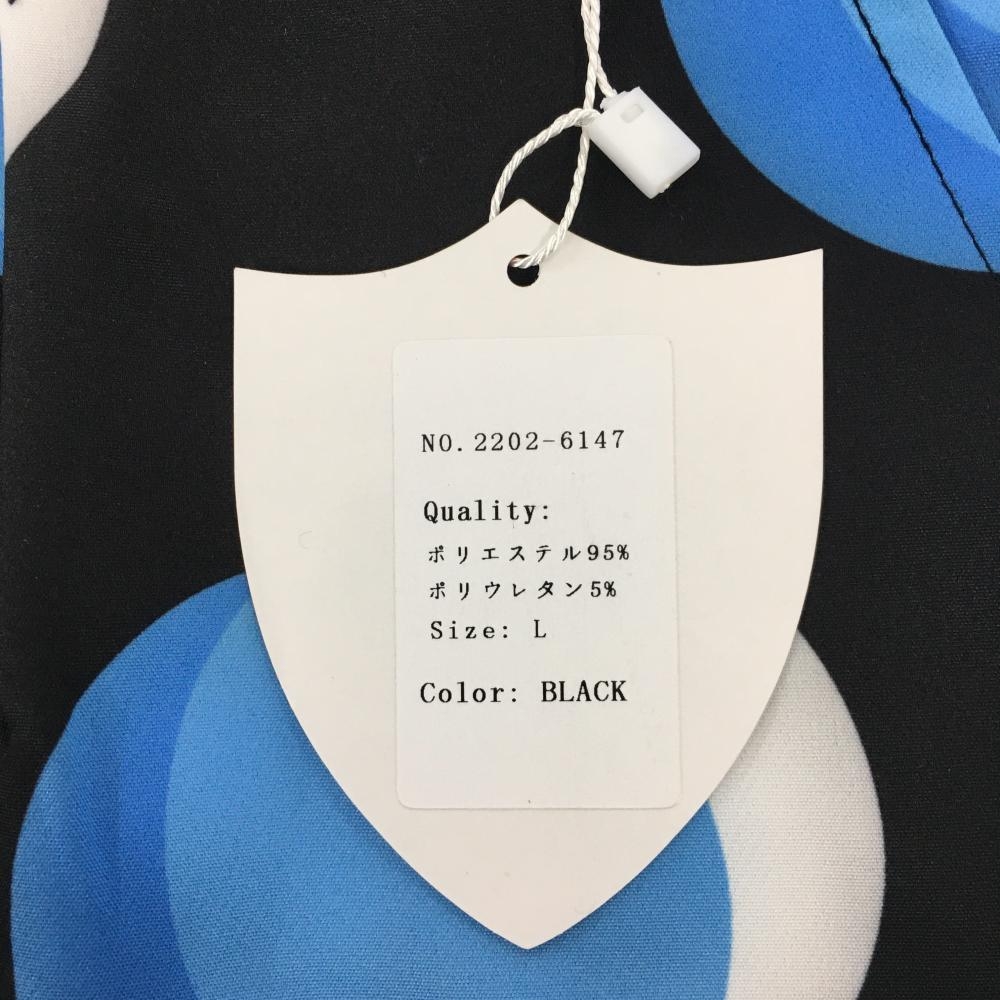 NO.2202-6147
Quality:
ポリエステル95%
ポリウレタン5%
Size: L
Color: BLACK